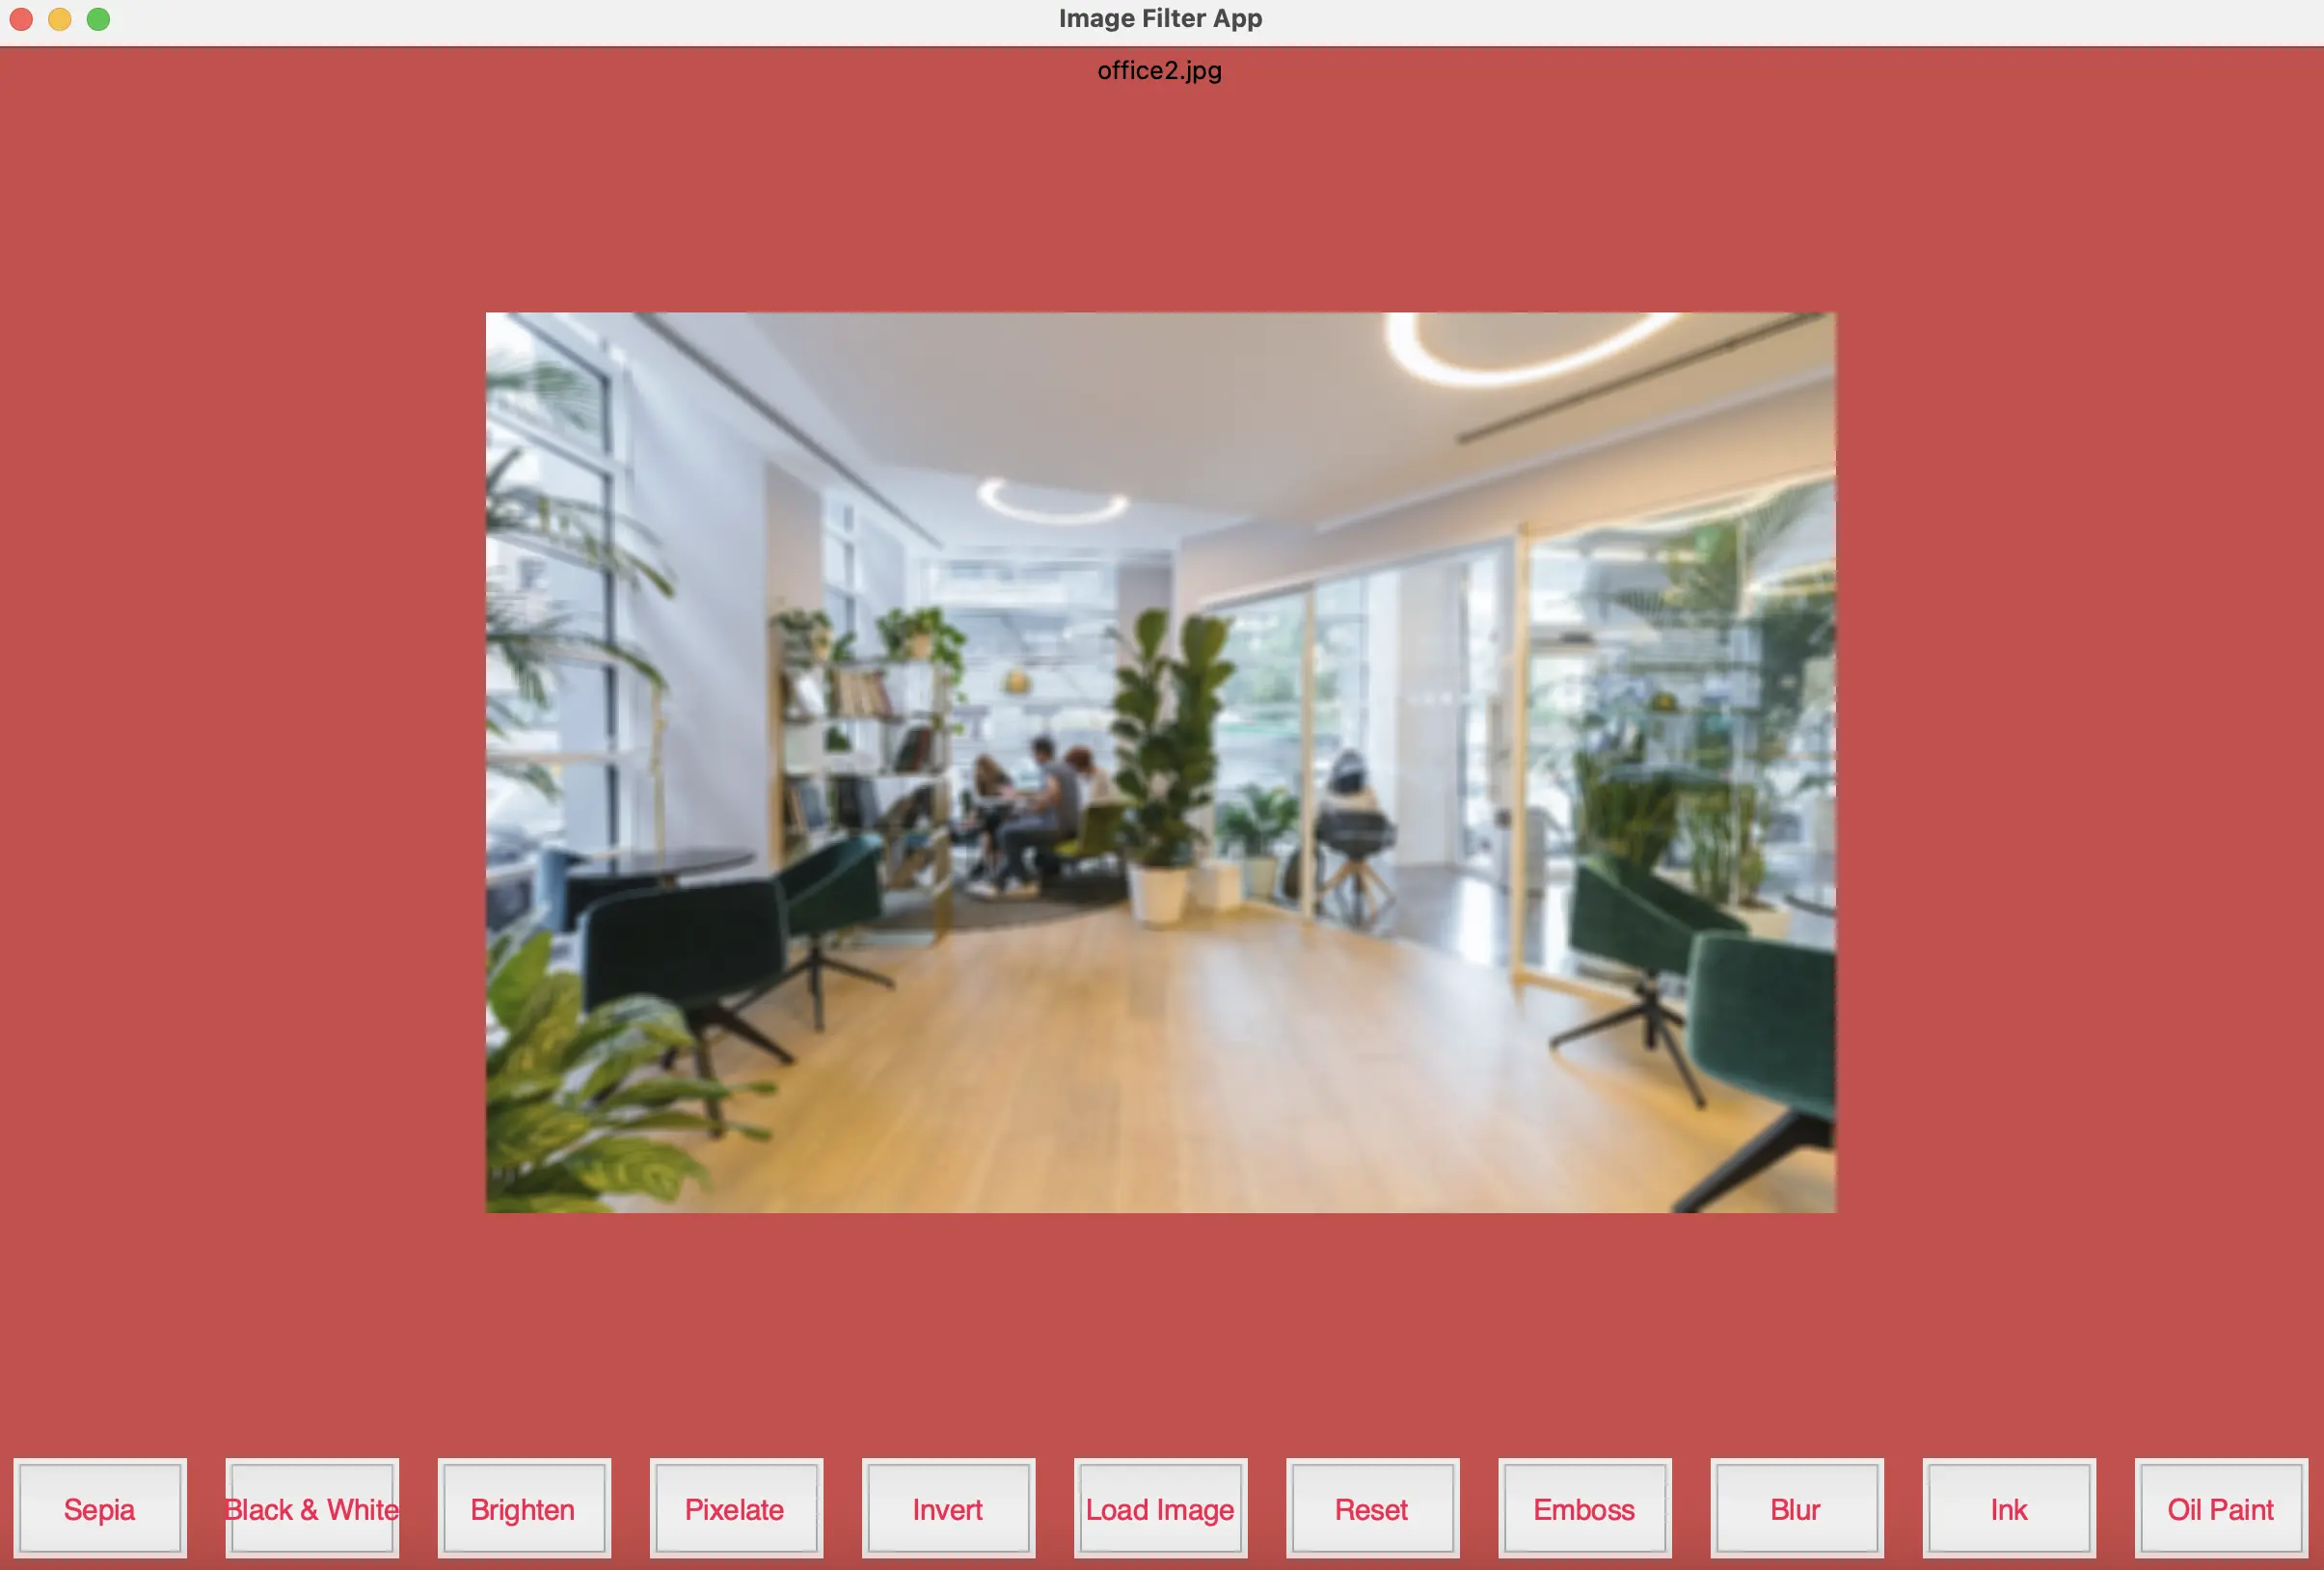 Image Filter App
office2.jpg
Sepia
Black & White
Brighten
Pixelate
Invert
Load Image
Reset
Emboss
Blur
Ink
Oil Paint